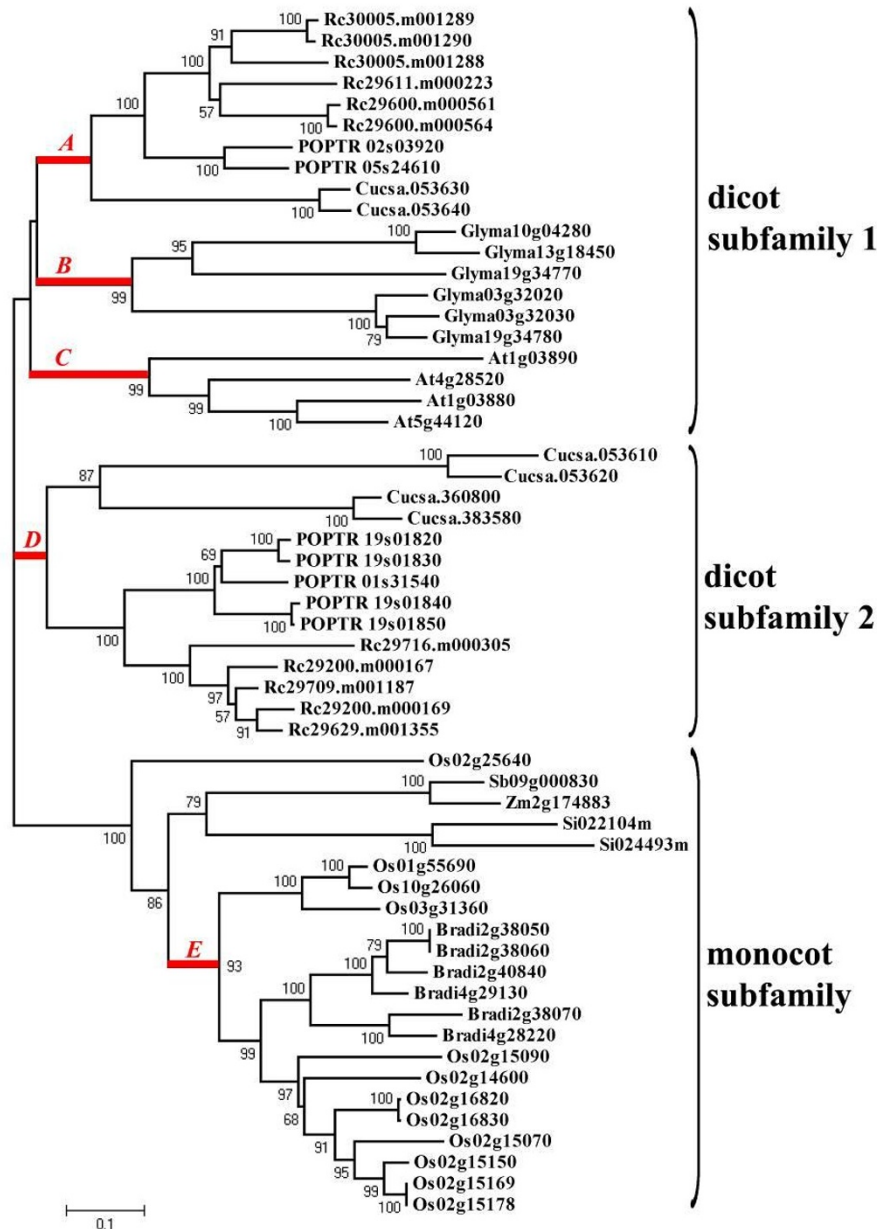 100
Rc30005.m001289
Rc30005.m001290
91
Rc30005.m001288
100
Rc29611.m000223
57
Rc29600.m000561
100
Rc29600.m000564
100
POPTR 02s03920
100
POPTR 05s24610
A
Cucsa.053630
100
Cucsa.053640
dicot
subfamily 1
100
Glyma10g04280
Glyma13g18450
95
Glyma19g34770
B
99
Glyma03g32020
100
Glyma03g32030
79
Glyma19g34780
C
At1g03890
99
At4g28520
99
At1g03880
100
At5g44120
100
Cucsa.053610
Cucsa.053620
87
Cucsa.360800
100
Cucsa.383580
D
POPTR 19s01820
69
POPTR 19s01830
100
POPTR 01s31540
POPTR 19s01840
100
POPTR 19s01850
dicot
subfamily 2
100
Rc29716.m000305
100
Rc29200.m000167
97
Rc29709.m001187
57
Rc29200.m000169
91
Rc29629.m001355
Os02g25640
100
100
Sb09g000830
Zm2g174883
79
Si022104m
100
Si024493m
86
100
Os01g55690
Os10g26060
100
Os03g31360
E
93
100
Bradi2g38050
Bradi2g38060
79
Bradi2g40840
100
Bradi4g29130
100
Bradi2g38070
100
Bradi4g28220
monocot
subfamily
99
Os02g15090
97
Os02g14600
68
100
Os02g16820
Os02g16830
91
Os02g15070
95
Os02g15150
99
Os02g15169
100
Os02g15178
0.1